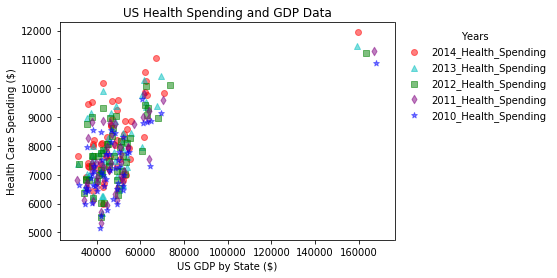 US Health Spending and GDP Data
Health Care Spending ($)
12000
11000
10000
9000
8000
7000
6000
5000
40000 60000 80000 100000 120000 140000 160000
US GDP by State ($)
Years
2014_Health_Spending
2013_Health_Spending
2012_Health_Spending
2011_Health_Spending
2010_Health_Spending